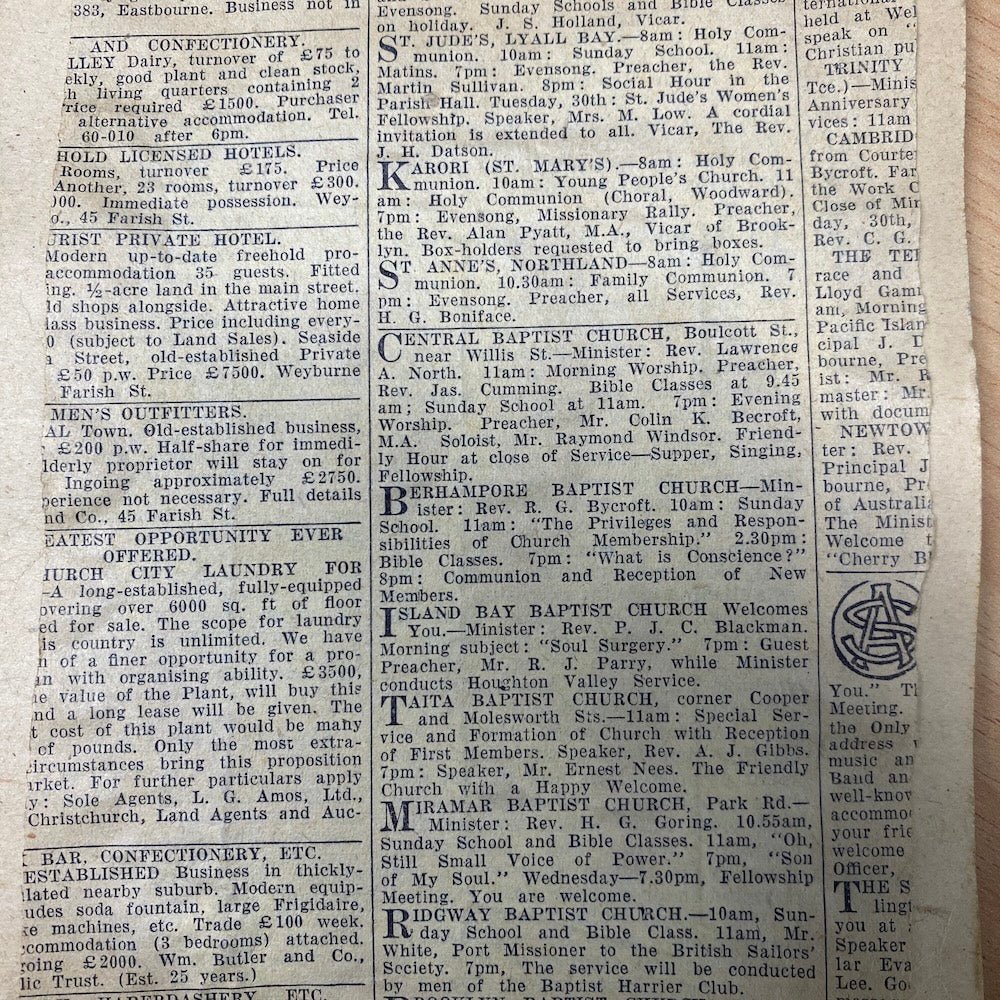 383, Eastbourne. Business not in
AND CONFECTIONERY.
LLEY Dairy, turnover of £75 to
ekly, good plant and clean stock,
h living quarters containing 2
rice required £1500. Purchaser
alternative accommodation. Tel.
60-010 after 6pm.
HOLD LICENSED HOTELS.
Rooms, turnover £175. Price
Another, 23 rooms, turnover £300.
000. Immediate possession. Wey-
o., 45 Farish St.
URIST PRIVATE HOTEL.
Modern up-to-date freehold pro-
accommodation 35 guests. Fitted
ing. ½-acre land in the main street.
ld shops alongside. Attractive home
lass business. Price including every-
0 (subject to Land Sales). Seaside
n Street, old-established Private
£50 p.w. Price £7500. Weyburne
Farish St.
MEN'S OUTFITTERS.
AL Town. Old-established business,
£200 p.w. Half-share for immedi-
lderly proprietor will stay on for
Ingoing approximately £2750.
perience not necessary. Full details
nd Co., 45 Farish St.
EATEST OPPORTUNITY EVER
OFFERED.
HURCH CITY LAUNDRY FOR
-A long-established, fully-equipped
overing over 6000 sq. ft of floor
ed for sale. The scope for laundry
is country is unlimited. We have
n of a finer opportunity for a pro-
an with organising ability. £3500,
he value of the Plant, will buy this
nd a long lease will be given. The
t cost of this plant would be many
of pounds. Only the most extra-
circumstances bring this proposition
arket. For further particulars apply
y: Sole Agents, L. G. Amos, Ltd.,
Christchurch, Land Agents and Auc-
BAR, CONFECTIONERY, ETC.
ESTABLISHED Business in thickly-
lated nearby suburb. Modern equip-
udes soda fountain, large Frigidaire,
ke machines, etc. Trade £100 week.
ccommodation (3 bedrooms) attached.
going £2000. Wm. Butler and Co.,
lic Trust. (Est. 25 years.)
HABERDASHERY, ETC.
Evensong. Sunday Schools and Bible Classes
on holiday. J. S. Holland, Vicar.
ST. JUDE'S, LYALL BAY.—8am: Holy Com-
munion. 10am: Sunday School. 11am:
Matins. 7pm: Evensong. Preacher, the Rev.
Martin Sullivan. 8pm: Social Hour in the
Parish Hall. Tuesday, 30th: St. Jude's Women's
Fellowship. Speaker, Mrs. M. Low. A cordial
invitation is extended to all. Vicar, The Rev.
J. H. Datson.
KARORI (ST. MARY'S).—8am: Holy Com-
munion. 10am: Young People's Church. 11
am: Holy Communion (Choral, Woodward).
7pm: Evensong, Missionary Rally. Preacher,
the Rev. Alan Pyatt, M.A., Vicar of Brook-
lyn. Box-holders requested to bring boxes.
ST ANNE'S, NORTHLAND—8am: Holy Com-
munion. 10.30am: Family Communion. 7
pm: Evensong. Preacher, all Services, Rev.
H. G. Boniface.
CENTRAL BAPTIST CHURCH, Boulcott St.,
near Willis St.—Minister: Rev. Lawrence
A. North. 11am: Morning Worship. Preacher,
Rev. Jas. Cumming. Bible Classes at 9.45
am; Sunday School at 11am. 7pm: Evening
Worship. Preacher, Mr. Colin K. Becroft,
M.A. Soloist, Mr. Raymond Windsor. Friend-
ly Hour at close of Service—Supper, Singing,
Fellowship.
BERHAMPORE BAPTIST CHURCH—Min-
ister: Rev. R. G. Bycroft. 10am: Sunday
School. 11am: "The Privileges and Respon-
sibilities of Church Membership." 2.30pm:
Bible Classes. 7pm: "What is Conscience?"
8pm: Communion and Reception of New
Members.
ISLAND BAY BAPTIST CHURCH Welcomes
You.—Minister: Rev. P. J. C. Blackman.
Morning subject: "Soul Surgery." 7pm: Guest
Preacher, Mr. R. J. Parry, while Minister
conducts Houghton Valley Service.
TAITA BAPTIST CHURCH, corner Cooper
and Molesworth Sts.—11am: Special Ser-
vice and Formation of Church with Reception
of First Members. Speaker, Rev. A. J. Gibbs.
7pm: Speaker, Mr. Ernest Nees. The Friendly
Church with a Happy Welcome.
MIRAMAR BAPTIST CHURCH, Park Rd.—
Minister: Rev. H. G. Goring. 10.55am,
Sunday School and Bible Classes. 11am, "Oh,
Still Small Voice of Power." 7pm, "Son
of My Soul." Wednesday—7.30pm, Fellowship
Meeting. You are welcome.
RIDGWAY BAPTIST CHURCH.—10am, Sun-
day School and Bible Class. 11am, Mr.
White, Port Missioner to the British Sailors'
Society. 7pm, The service will be conducted
by men of the Baptist Harrier Club.
BROOKLYN BAPTIST CHURCH
ternational
held at Wel
speak on
Christian pu
TRINITY
Tce.)—Minis
Anniversary
vices: 11am
CAMBRID
from Courte
Bycroft. Far
the Work C
Close of Min
day, 30th,
Rev. C. G.
THE TE
race and
Lloyd Gam
am, Morning
Pacific Islan
cipal J. D
bourne, Pre
ist: Mr. R
master: Mr.
with docum
NEWTOW
ter: Rev.
Principal J
bourne, Pr
of Australia
The Minist
Welcome t
"Cherry B
You." Th
Meeting.
the Only
address
music an
Band an
well-know
accommo
your frie
welcome
Officer,
THE S
lingt
you at
Speaker
lar Eva
Lee. Go